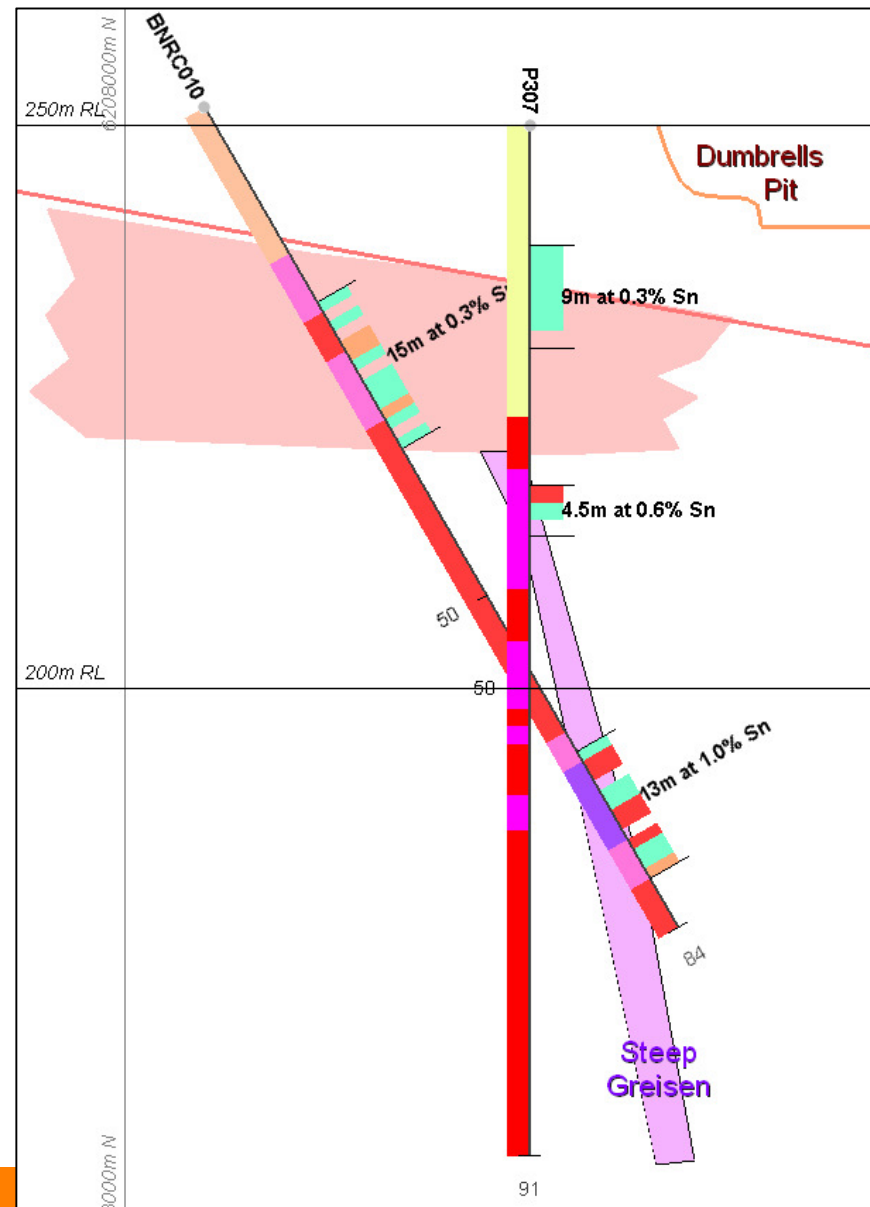 BNRC010
6208000m N
P307
250m RL
Dumbrells
Pit
9m at 0.3% Sn
15m at 0.3% Sn
4.5m at 0.6% Sn
50
200m RL
50
13m at 1.0% Sn
84
Steep
Greisen
91